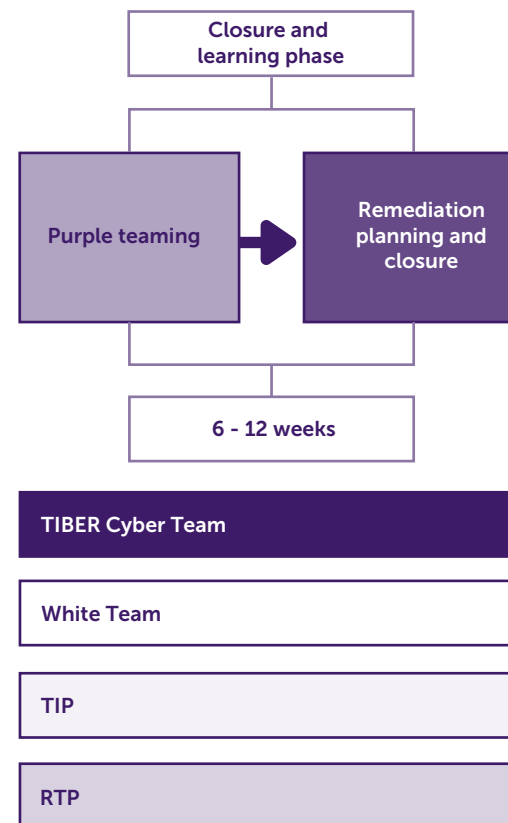 Closure and
learning phase
Purple teaming
Remediation
planning and
closure
6 - 12 weeks
TIBER Cyber Team
White Team
TIP
RTP